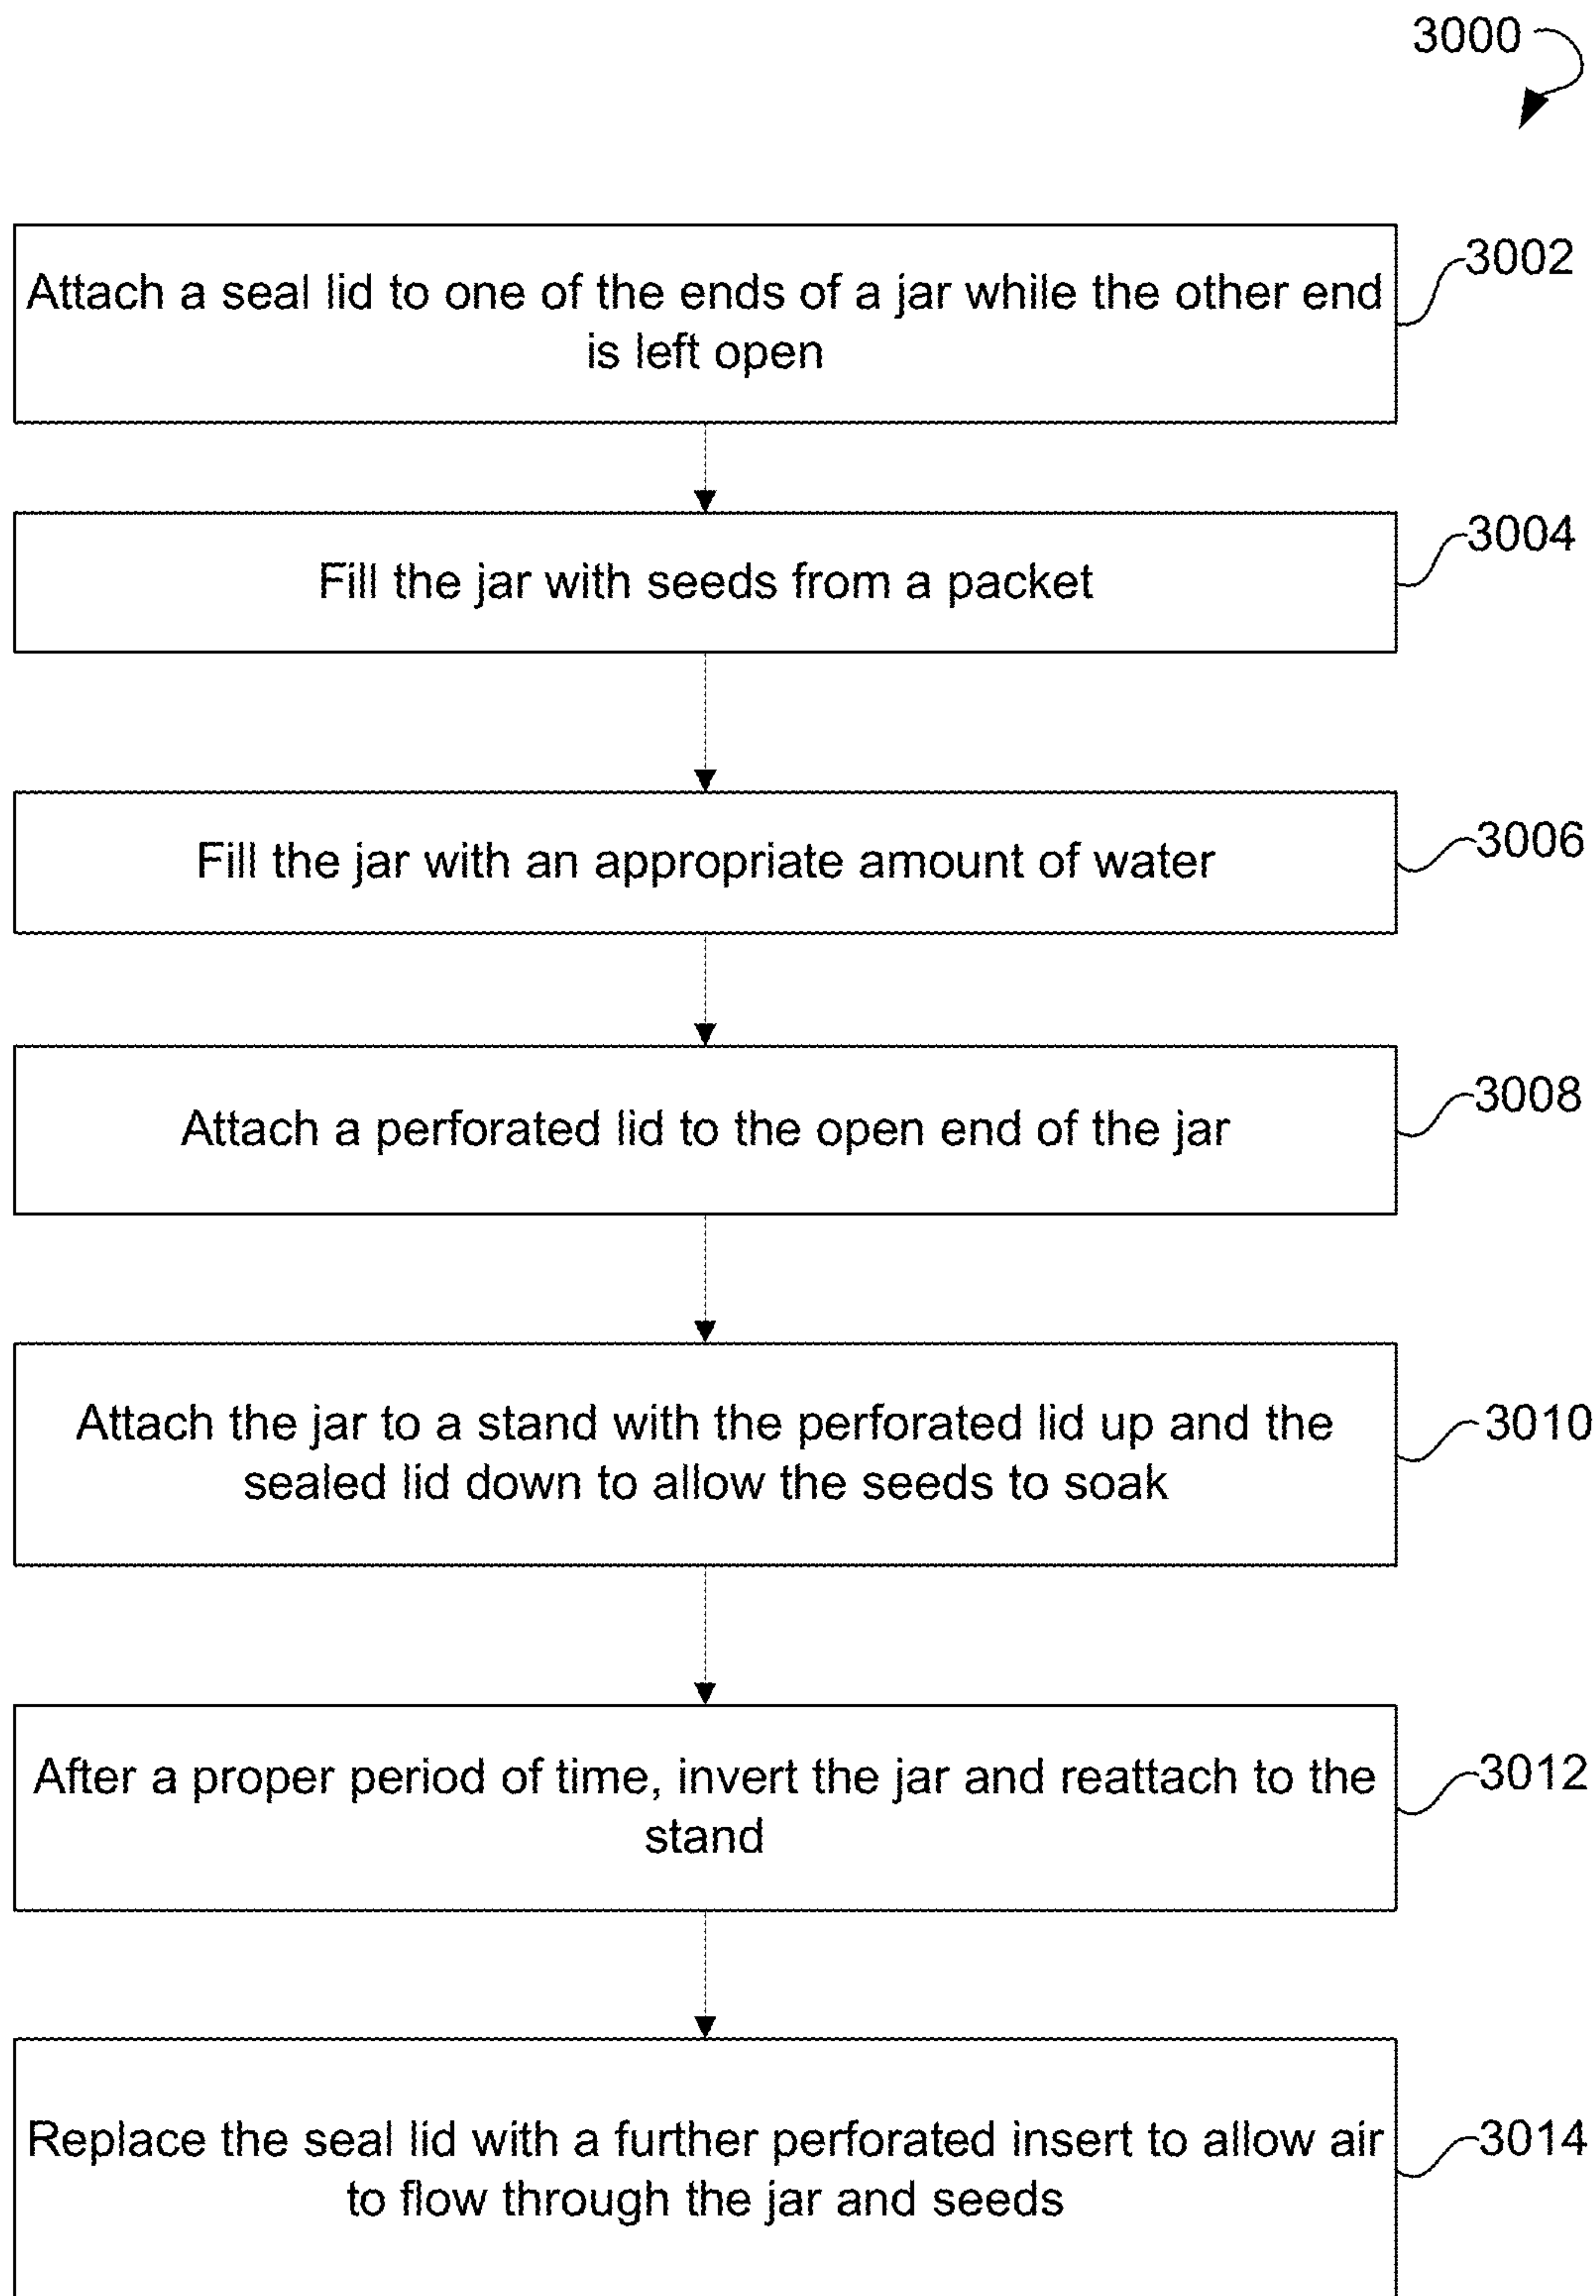 3000
Attach a seal lid to one of the ends of a jar while the other end
is left open
3002
Fill the jar with seeds from a packet
3004
Fill the jar with an appropriate amount of water
3006
Attach a perforated lid to the open end of the jar
3008
Attach the jar to a stand with the perforated lid up and the
sealed lid down to allow the seeds to soak
3010
After a proper period of time, invert the jar and reattach to the
stand
3012
Replace the seal lid with a further perforated insert to allow air
to flow through the jar and seeds
3014